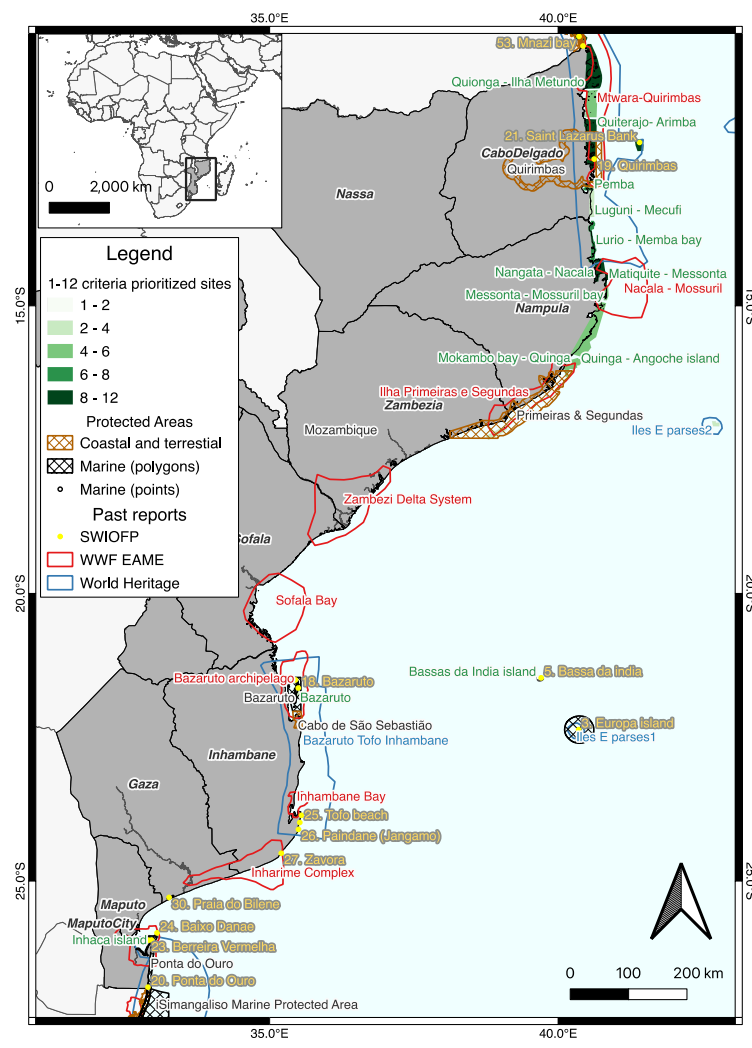 35.0°E
40.0°E
53. Mnazi bay
Quionga - Ilha Metundo
Mtwara-Quirimbas
Quiterajo- Arimba
21. Saint Lazarus Bank
CaboDelgado
19. Quirimbas
Quirimbas
Pemba
Nassa
Luguni - Mecufi
Lurio - Memba bay
Nangata - Nacala
Matiquite - Messonta
Nacala - Mossuril
Messonta - Mossuril bay
Nampula
15.0°S
Mokambo bay - Quinga
Quinga - Angoche island
Ilha Primeiras e Segundas
Zambezia
Primeiras & Segundas
Mozambique
Iles E parses2
Zambezi Delta System
Sofala
20.0°S
20.0°S
Sofala Bay
Bassas da India island
5. Bassa da India
Bazaruto archipelago
18. Bazaruto
Bazaruto
Bazaruto
Cabo de São Sebastião
Bazaruto Tofo Inhambane
3. Europa island
Iles E parses1
Inhambane
Gaza
Inhambane Bay
25. Tofo beach
26. Paindane (Jangamo)
27. Zavora
Inharime Complex
25.0°S
25.0°S
30. Praia do Bilene
Maputo
MaputoCity
24. Baixo Danae
Inhaca island
23. Berreira Vermelha
Ponta do Ouro
20. Ponta do Ouro
iSimangaliso Marine Protected Area
0 100 200 km
35.0°E
40.0°E
0 2,000 km
Legend
1-12 criteria prioritized sites
1 - 2
2 - 4
4 - 6
6 - 8
8 - 12
Protected Areas
Coastal and terrestial
Marine (polygons)
Marine (points)
Past reports
SWIOFP
WWF EAME
World Heritage